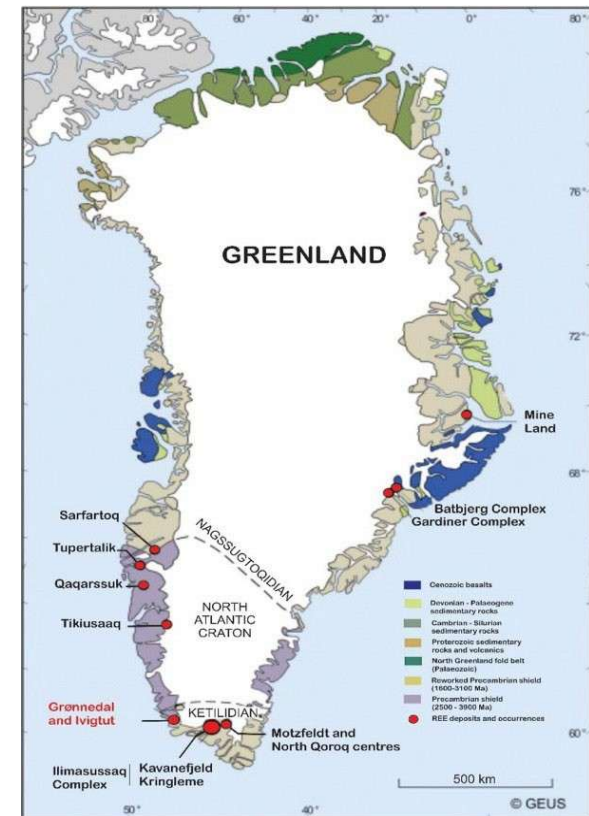 80°
60°
40°
20°
80°
76°
GREENLAND
72°
Mine
Land
68°
Batbjerg Complex
Gardiner Complex
Sarfartoq
NAGSSUGTOQIDIAN
Tupertalik
Qaqarssuk
NORTH
ATLANTIC
CRATON
Tikiusaaq
Cenozoic basalts
Devonian - Palaeogene
sedimentary rocks
Cambrian - Silurian
sedimentary rocks
Proterozoic sedimentary
rocks and volcanics
North Greenland fold belt
(Palaeozoic)
Reworked Precambrian shield
(1600-3100 Ma)
Precambrian shield
(2500 - 3900 Ma)
REE deposits and occurrences
Grønnedal
and Ivigtut
KETILIDIAN
Motzfeldt and
North Qoroq centres
60°
Ilimasussaq
Complex
Kavanefjeld
Kringleme
500 km
50°
40°
© GEUS